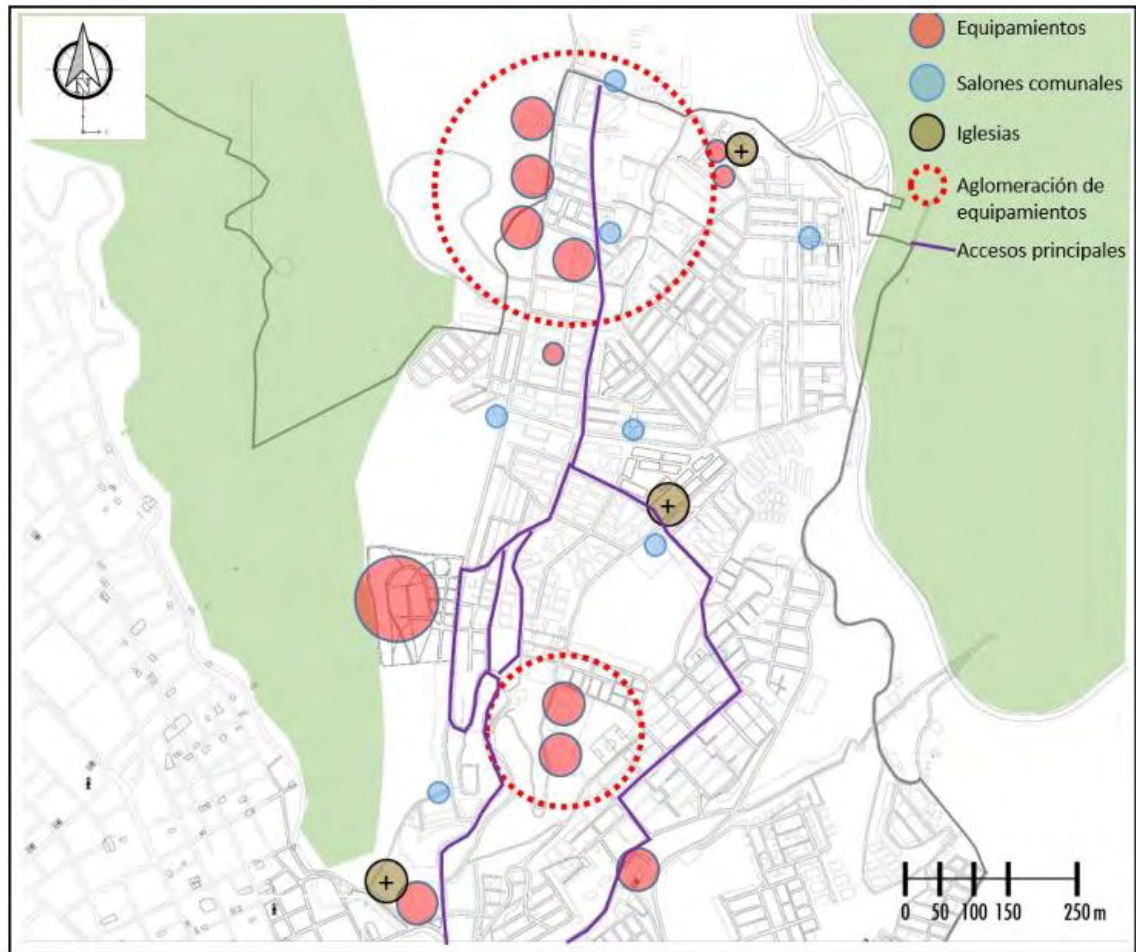 N
Equipamientos
Salones comunales
Iglesias
Aglomeración de
equipamientos
Accesos principales
0 50 100 150 250 m